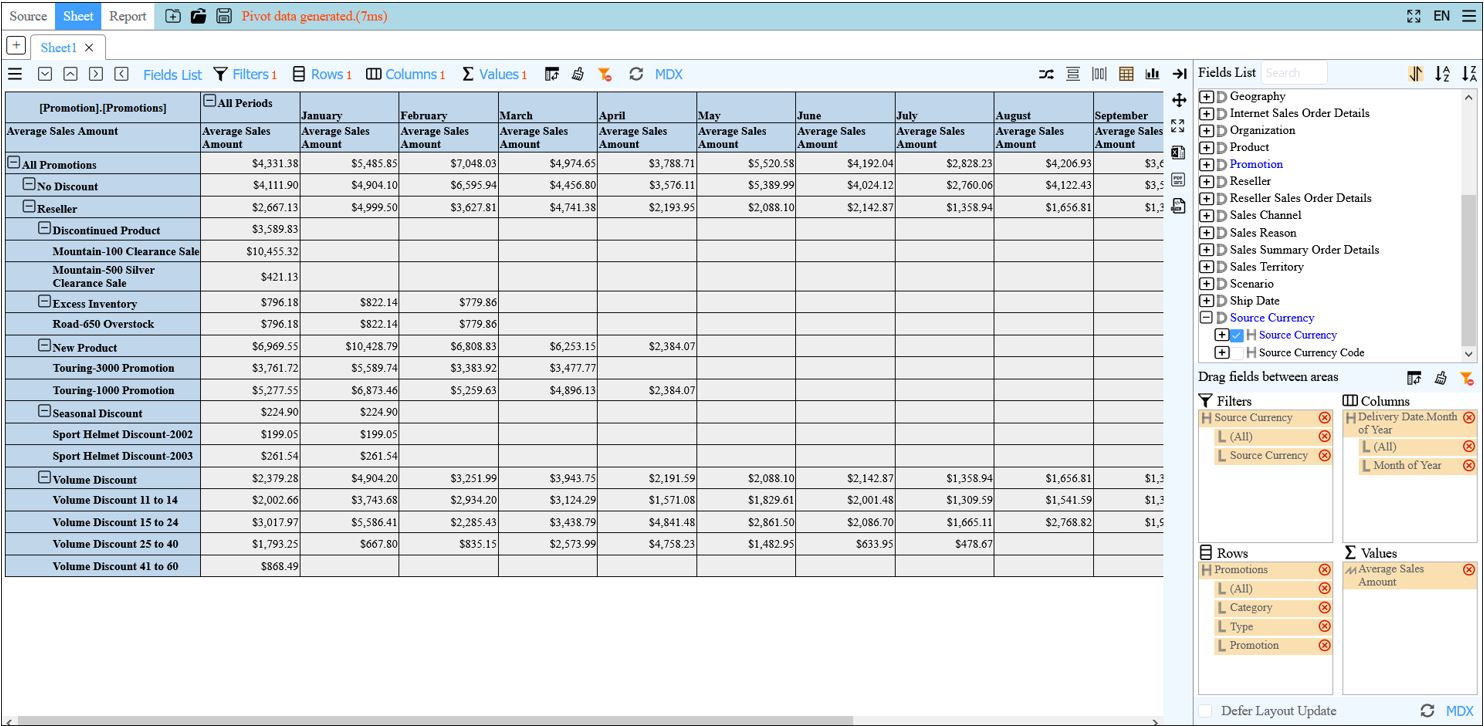 Source Sheet Report Pivot data generated.(7ms) EN
Sheet1
Fields List Filters 1 Rows 1 Columns 1 Values 1 MDX
[Promotion].[Promotions] All Periods January February March April May June July August September
Average Sales Amount Average Sales Average Sales Average Sales Average Sales Average Sales Average Sales Average Sales Average Sales Average Sales Average Sales
Amount Amount Amount Amount Amount Amount Amount Amount Amount Amount
All Promotions $4,331.38 $5,485.85 $7,048.03 $4,974.65 $3,788.71 $5,520.58 $4,192.04 $2,828.23 $4,206.93 $3,6
No Discount $4,111.90 $4,904.10 $6,595.94 $4,456.80 $3,576.11 $5,389.99 $4,024.12 $2,760.06 $4,122.43 $3,5
Reseller $2,667.13 $4,999.50 $3,627.81 $4,741.38 $2,193.95 $2,088.10 $2,142.87 $1,358.94 $1,656.81 $1,3
Discontinued Product $3,589.83
Mountain-100 Clearance Sale $10,455.32
Mountain-500 Silver
Clearance Sale $421.13
Excess Inventory $796.18 $822.14 $779.86
Road-650 Overstock $796.18 $822.14 $779.86
New Product $6,969.55 $10,428.79 $6,808.83 $6,253.15 $2,384.07
Touring-3000 Promotion $3,761.72 $5,589.74 $3,383.92 $3,477.77
Touring-1000 Promotion $5,277.55 $6,873.46 $5,259.63 $4,896.13 $2,384.07
Seasonal Discount $224.90 $224.90
Sport Helmet Discount-2002 $199.05 $199.05
Sport Helmet Discount-2003 $261.54 $261.54
Volume Discount $2,379.28 $4,904.20 $3,251.99 $3,943.75 $2,191.59 $2,088.10 $2,142.87 $1,358.94 $1,656.81 $1,3
Volume Discount 11 to 14 $2,002.66 $3,743.68 $2,934.20 $3,124.29 $1,571.08 $1,829.61 $2,001.48 $1,309.59 $1,541.59 $1,3
Volume Discount 15 to 24 $3,017.97 $5,586.41 $2,285.43 $3,438.79 $4,841.48 $2,861.50 $2,086.70 $1,665.11 $2,768.82 $1,9
Volume Discount 25 to 40 $1,793.25 $667.80 $835.15 $2,573.99 $4,758.23 $1,482.95 $633.95 $478.67
Volume Discount 41 to 60 $868.49
Fields List Search
Geography
Internet Sales Order Details
Organization
Product
Promotion
Reseller
Reseller Sales Order Details
Sales Channel
Sales Reason
Sales Summary Order Details
Sales Territory
Scenario
Ship Date
Source Currency
Source Currency
Source Currency Code
Drag fields between areas
Filters
Source Currency
(All)
Source Currency
Columns
Delivery Date.Month
of Year
(All)
Month of Year
Rows
Promotions
(All)
Category
Type
Promotion
Values
Average Sales
Amount
Defer Layout Update MDX